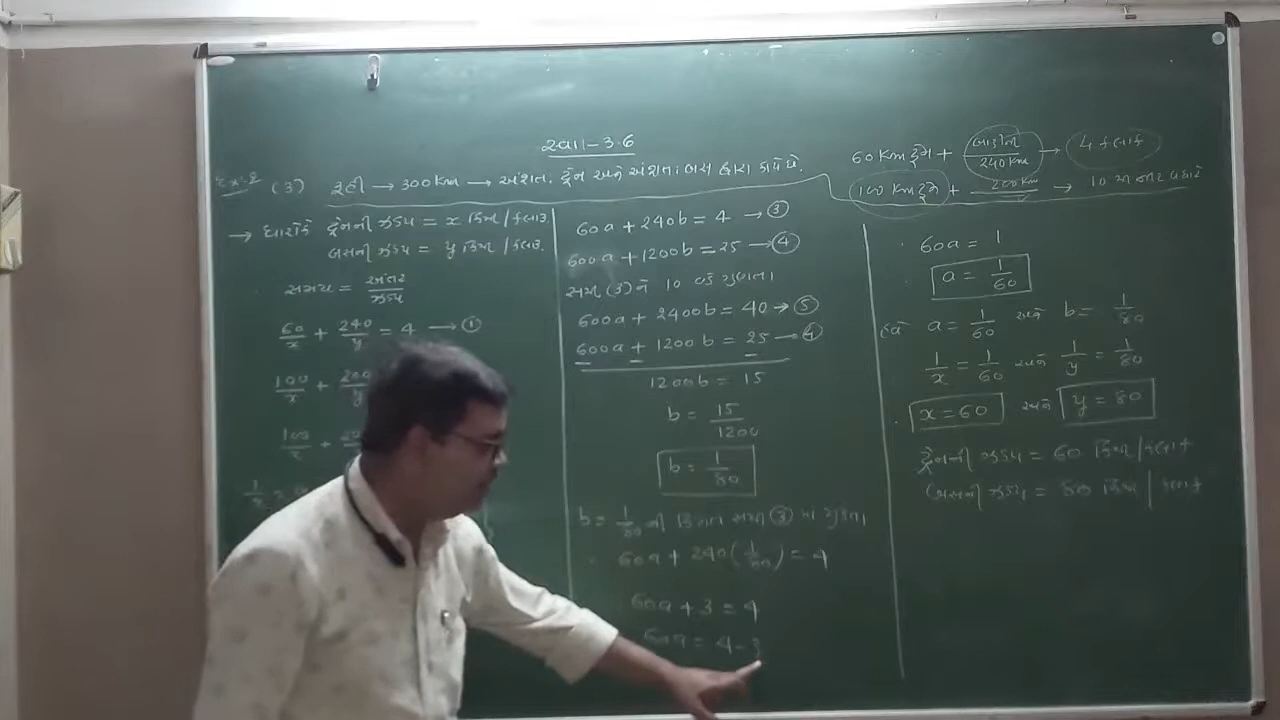 સ્વા-3.6
(3) રૂહી → 300 km → અંશતઃ ટ્રેન અને અંશતઃ બસ દ્વારા કાપે છે.
60 km ટ્રેન + બાકીની / 240 km → 4 કલાક
100 km ટ્રેન + 200 km → 10
→ ધારો કે ટ્રેનની ઝડપ = x કિમી / કલાક
બસની ઝડપ = y કિમી / કલાક
સમય = અંતર / ઝડપ
60/x + 240/y = 4 → ①
100/x + 200/y
60a + 240b = 4 → ③
600a + 1200b = 25 → ④
સમી (3) ને 10 વડે ગુણતા
600a + 2400b = 40 → ⑤
600a + 1200b = 25 → ④
1200b = 15
b = 15/1200
b = 1/80
b = 1/80 ની કિંમત સમી ③ માં મુકતા
60a + 240(1/80) = 4
60a + 3 = 4
60a = 4 - 3
60a = 1
a = 1/60
a = 1/60 અને b = 1/80
1/x = 1/60 અને 1/y = 1/80
x = 60 અને y = 80
ટ્રેનની ઝડપ = 60 કિમી / કલાક
બસની ઝડપ = 80 કિમી / કલાક